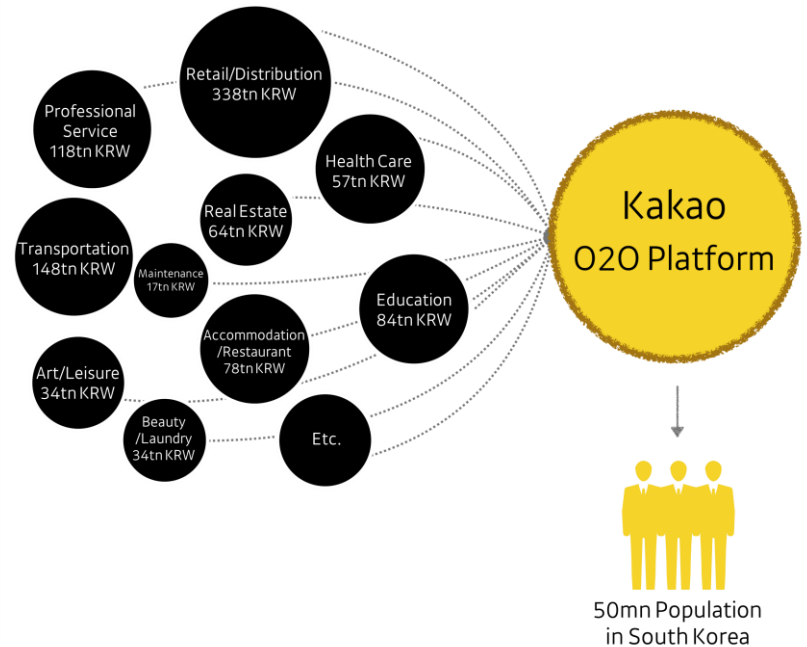 Retail/Distribution
338tn KRW
Professional
Service
118tn KRW
Health Care
57tn KRW
Real Estate
64tn KRW
Transportation
148tn KRW
Maintenance
17tn KRW
Education
84tn KRW
Accommodation
/Restaurant
78tn KRW
Art/Leisure
34tn KRW
Beauty
/Laundry
34tn KRW
Etc.
Kakao
O2O Platform
50mn Population
in South Korea